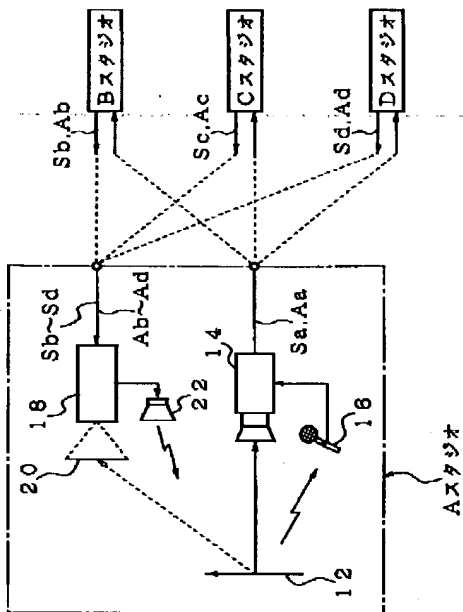 Bスタジオ
Cスタジオ
Dスタジオ
Sb,Ab
Sc,Ac
Sd,Ad
Sb~Sd
Ab~Ad
18
20
22
Sa,Aa
14
16
12
Aスタジオ